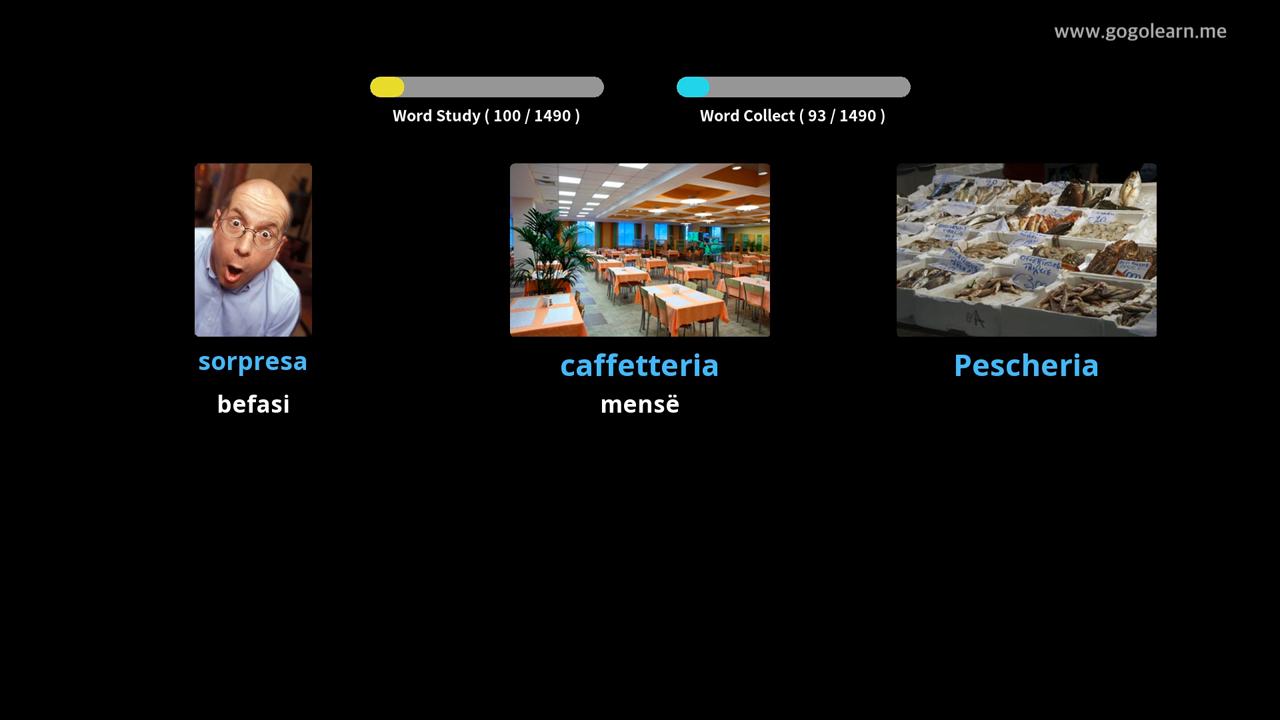 www.gogolearn.me
Word Study ( 100 / 1490 )
Word Collect ( 93 / 1490 )
sorpresa
caffetteria
Pescheria
befasi
mensë